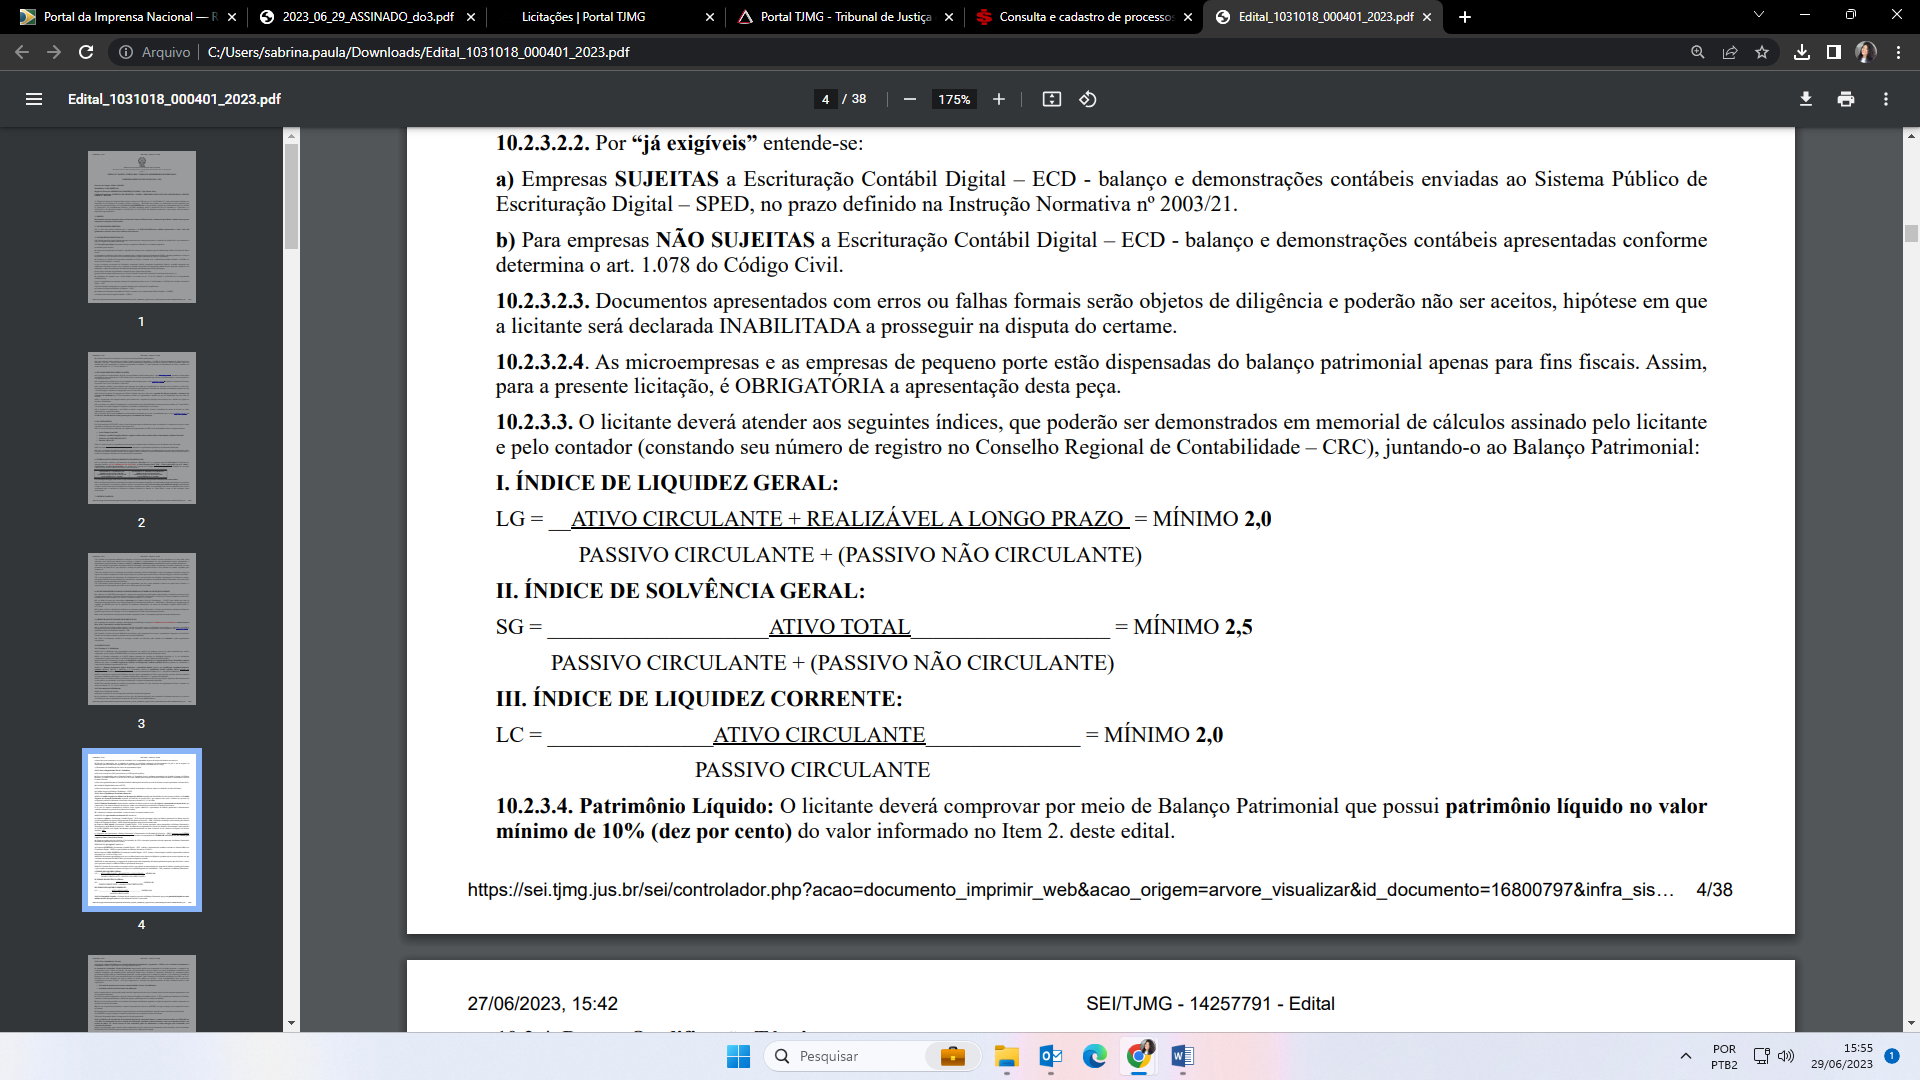 Portal da Imprensa Nacional — R
2023_06_29_ASSINADO_do3.pdf
Licitações | Portal TJMG
Portal TJMG - Tribunal de Justiça
Consulta e cadastro de processos
Edital_1031018_000401_2023.pdf
Arquivo
C:/Users/sabrina.paula/Downloads/Edital_1031018_000401_2023.pdf
Edital_1031018_000401_2023.pdf
4 / 38
175%
1
2
3
4
10.2.3.2.2. Por “já exigíveis” entende-se:
a) Empresas SUJEITAS a Escrituração Contábil Digital – ECD - balanço e demonstrações contábeis enviadas ao Sistema Público de
Escrituração Digital – SPED, no prazo definido na Instrução Normativa nº 2003/21.
b) Para empresas NÃO SUJEITAS a Escrituração Contábil Digital – ECD - balanço e demonstrações contábeis apresentadas conforme
determina o art. 1.078 do Código Civil.
10.2.3.2.3. Documentos apresentados com erros ou falhas formais serão objetos de diligência e poderão não ser aceitos, hipótese em que
a licitante será declarada INABILITADA a prosseguir na disputa do certame.
10.2.3.2.4. As microempresas e as empresas de pequeno porte estão dispensadas do balanço patrimonial apenas para fins fiscais. Assim,
para a presente licitação, é OBRIGATÓRIA a apresentação desta peça.
10.2.3.3. O licitante deverá atender aos seguintes índices, que poderão ser demonstrados em memorial de cálculos assinado pelo licitante
e pelo contador (constando seu número de registro no Conselho Regional de Contabilidade – CRC), juntando-o ao Balanço Patrimonial:
I. ÍNDICE DE LIQUIDEZ GERAL:
LG = __ATIVO CIRCULANTE + REALIZÁVEL A LONGO PRAZO_ = MÍNIMO 2,0
PASSIVO CIRCULANTE + (PASSIVO NÃO CIRCULANTE)
II. ÍNDICE DE SOLVÊNCIA GERAL:
SG = ____________________ATIVO TOTAL__________________ = MÍNIMO 2,5
PASSIVO CIRCULANTE + (PASSIVO NÃO CIRCULANTE)
III. ÍNDICE DE LIQUIDEZ CORRENTE:
LC = _______________ATIVO CIRCULANTE______________ = MÍNIMO 2,0
PASSIVO CIRCULANTE
10.2.3.4. Patrimônio Líquido: O licitante deverá comprovar por meio de Balanço Patrimonial que possui patrimônio líquido no valor
mínimo de 10% (dez por cento) do valor informado no Item 2. deste edital.
https://sei.tjmg.jus.br/sei/controlador.php?acao=documento_imprimir_web&acao_origem=arvore_visualizar&id_documento=16800797&infra_sis… 4/38
27/06/2023, 15:42
SEI/TJMG - 14257791 - Edital
Pesquisar
POR
PTB2
15:55
29/06/2023
1